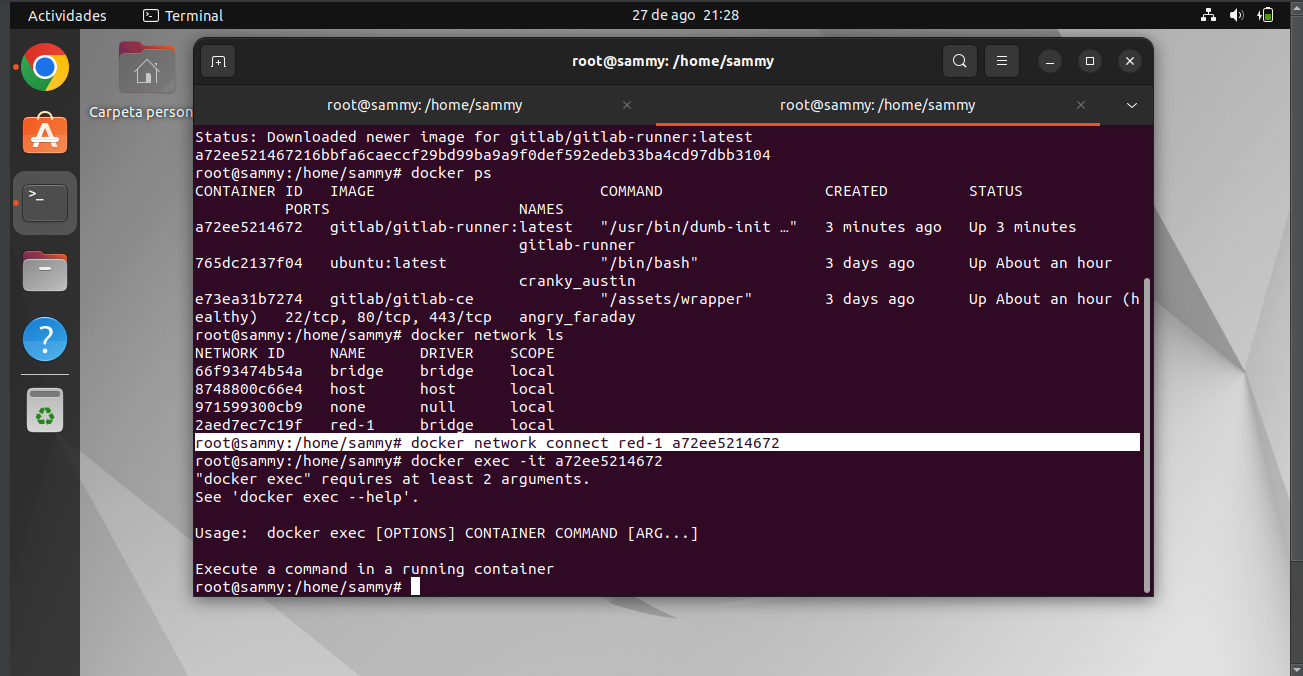 Actividades Terminal 27 de ago 21:28
Carpeta person
root@sammy: /home/sammy
root@sammy: /home/sammy × root@sammy: /home/sammy ×
Status: Downloaded newer image for gitlab/gitlab-runner:latest
a72ee521467216bbfa6caeccf29bd99ba9a9f0def592edeb33ba4cd97dbb3104
root@sammy:/home/sammy# docker ps
CONTAINER ID   IMAGE                         COMMAND                  CREATED         STATUS
          PORTS                     NAMES
a72ee5214672   gitlab/gitlab-runner:latest   "/usr/bin/dumb-init …"   3 minutes ago   Up 3 minutes
                                    gitlab-runner
765dc2137f04   ubuntu:latest                 "/bin/bash"              3 days ago      Up About an hour
                                    cranky_austin
e73ea31b7274   gitlab/gitlab-ce              "/assets/wrapper"        3 days ago      Up About an hour (h
ealthy)   22/tcp, 80/tcp, 443/tcp   angry_faraday
root@sammy:/home/sammy# docker network ls
NETWORK ID     NAME      DRIVER    SCOPE
66f93474b54a   bridge    bridge    local
8748800c66e4   host      host      local
971599300cb9   none      null      local
2aed7ec7c19f   red-1     bridge    local
root@sammy:/home/sammy# docker network connect red-1 a72ee5214672
root@sammy:/home/sammy# docker exec -it a72ee5214672
"docker exec" requires at least 2 arguments.
See 'docker exec --help'.

Usage:  docker exec [OPTIONS] CONTAINER COMMAND [ARG...]

Execute a command in a running container
root@sammy:/home/sammy#